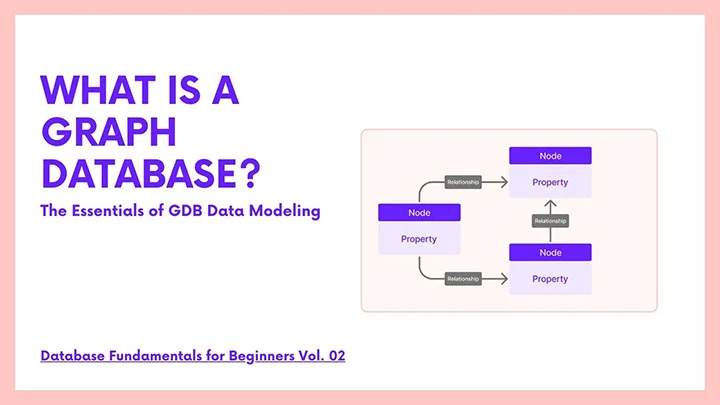 WHAT IS A
GRAPH
DATABASE?
The Essentials of GDB Data Modeling
Node
Property
Relationship
Node
Property
Relationship
Node
Property
Relationship
Database Fundamentals for Beginners Vol. 02